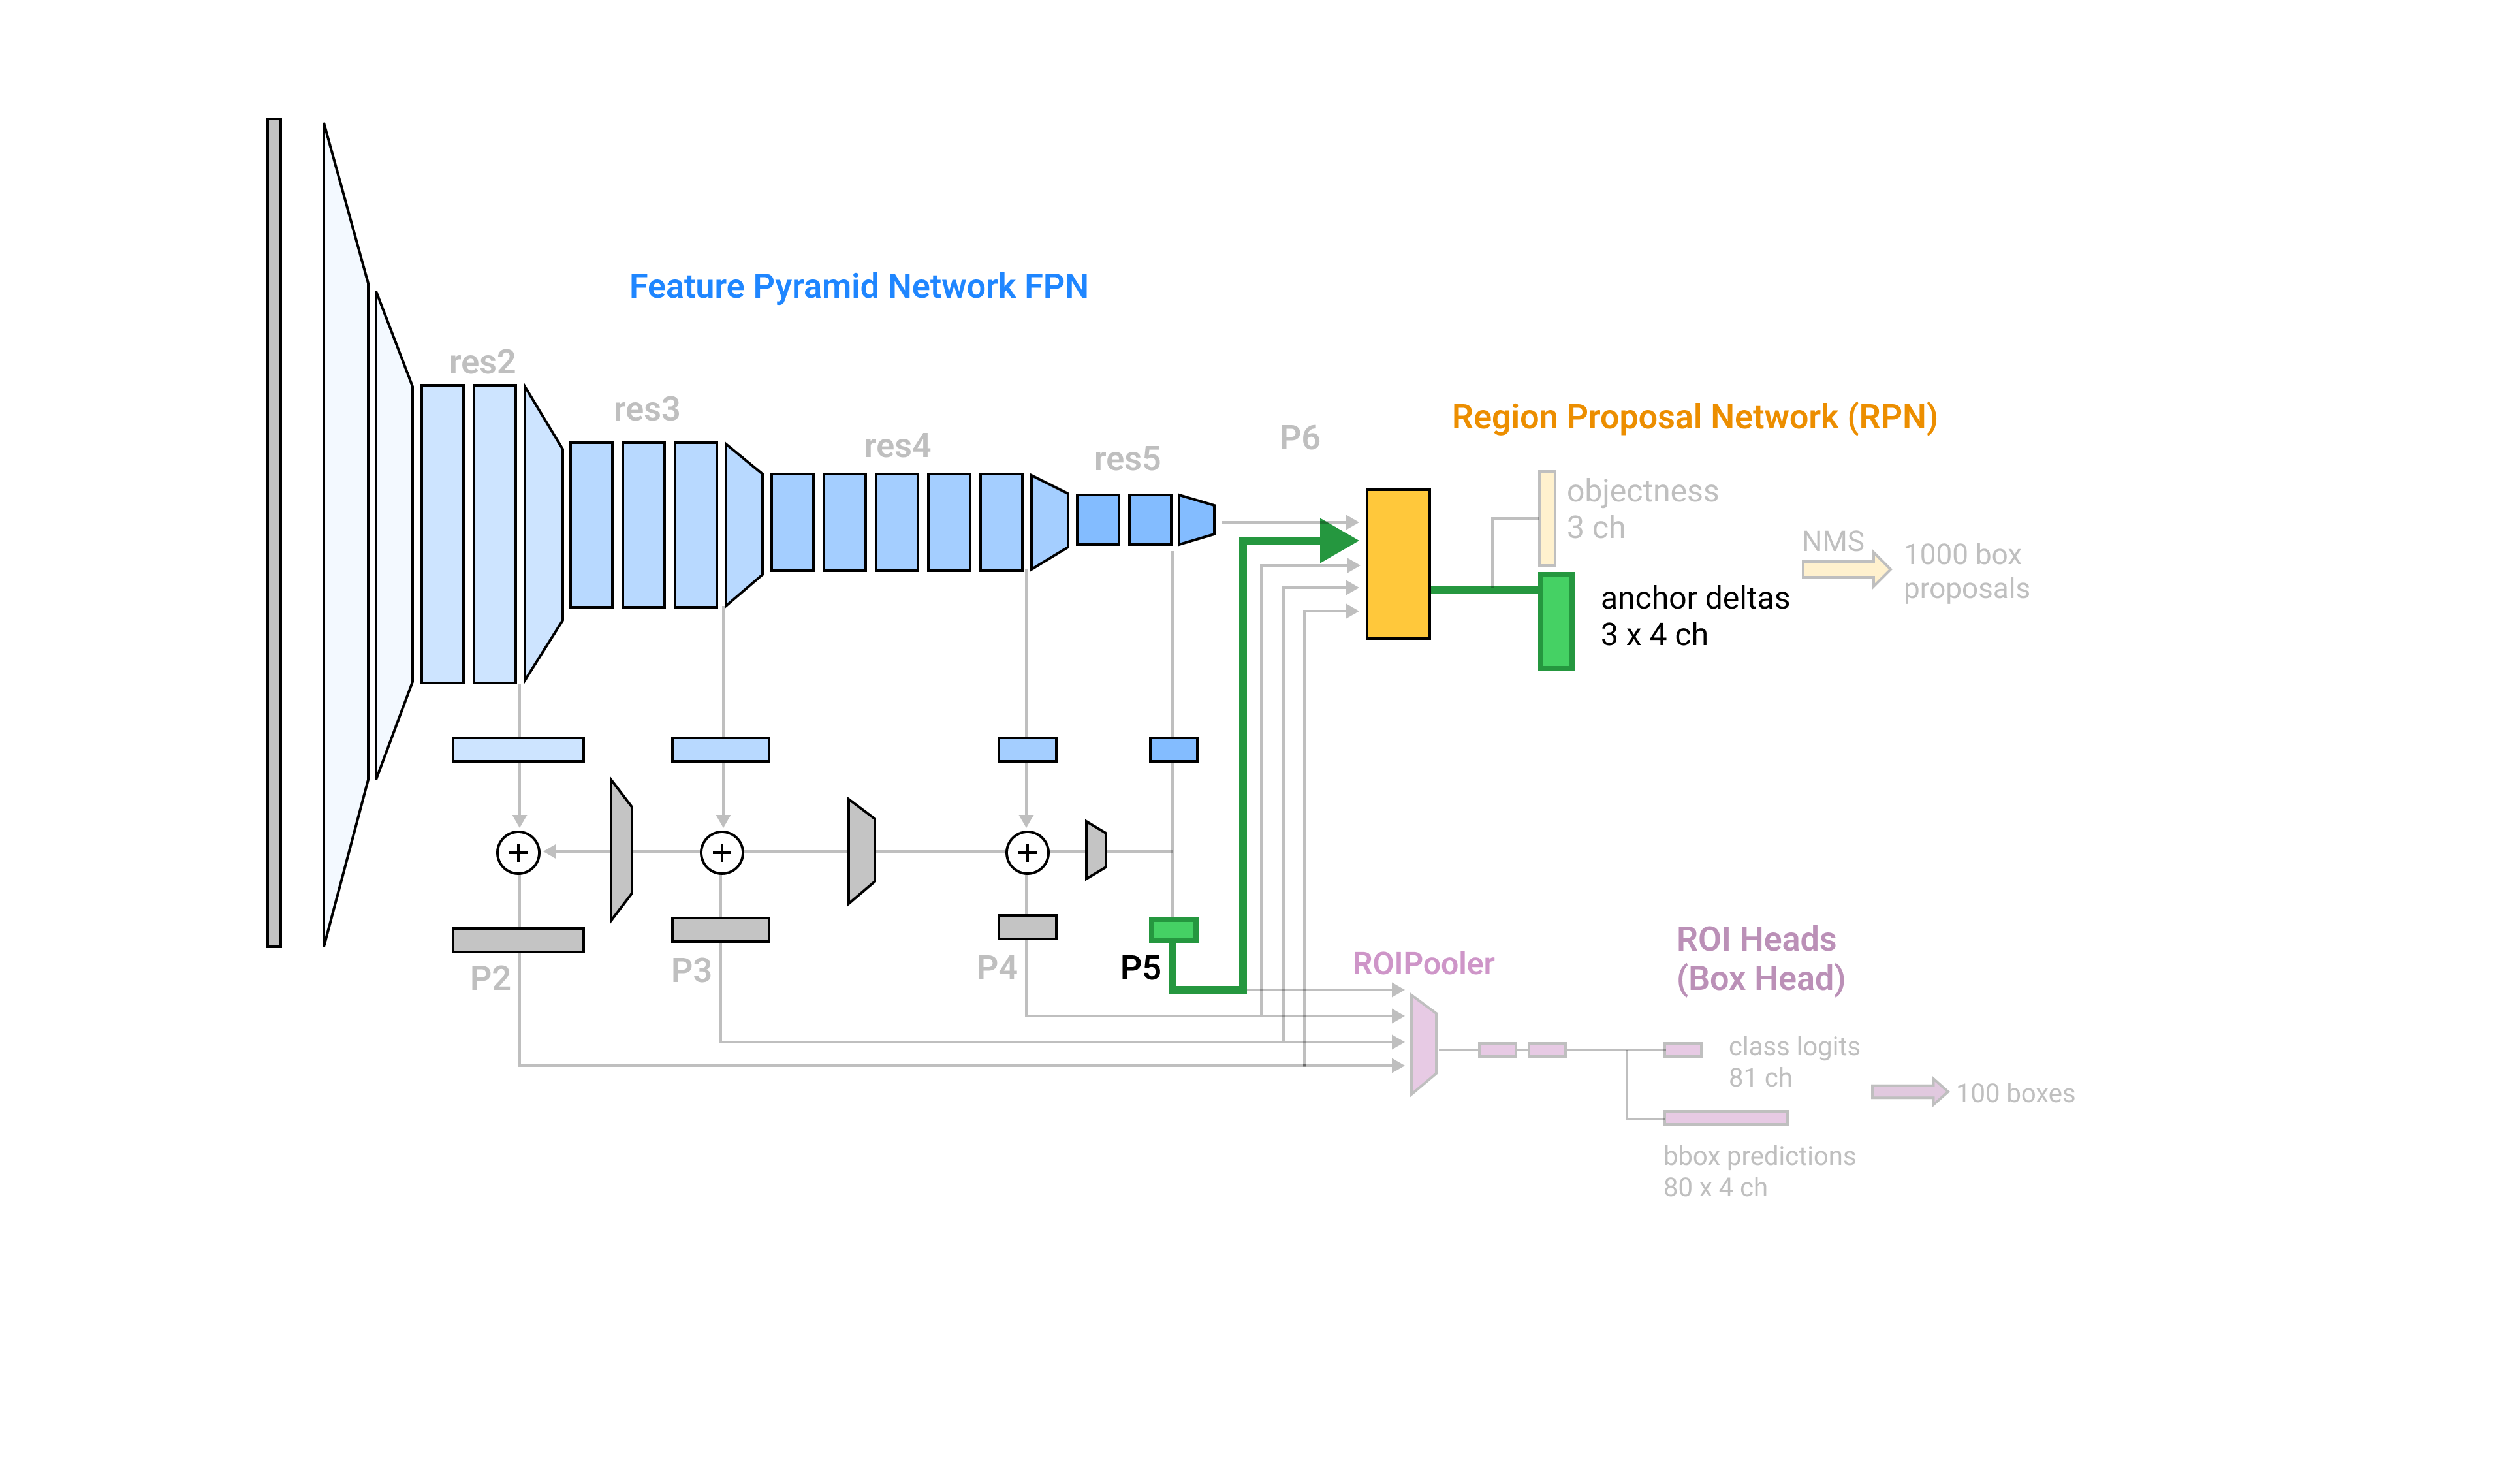 Feature Pyramid Network FPN
res2
res3
res4
res5
P6
Region Proposal Network (RPN)
objectness
3 ch
NMS
1000 box
proposals
anchor deltas
3 x 4 ch
P2
P3
P4
P5
ROIPooler
ROI Heads
(Box Head)
class logits
81 ch
100 boxes
bbox predictions
80 x 4 ch